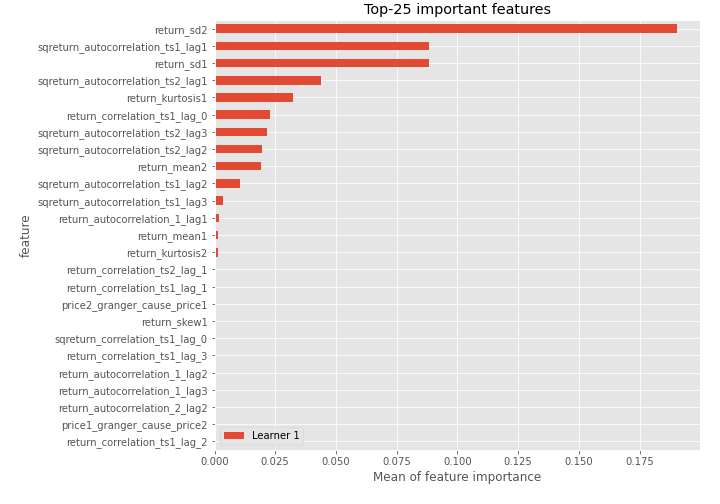 Top-25 important features
return_sd2
sqreturn_autocorrelation_ts1_lag1
return_sd1
sqreturn_autocorrelation_ts2_lag1
return_kurtosis1
return_correlation_ts1_lag_0
sqreturn_autocorrelation_ts2_lag3
sqreturn_autocorrelation_ts2_lag2
return_mean2
sqreturn_autocorrelation_ts1_lag2
sqreturn_autocorrelation_ts1_lag3
return_autocorrelation_1_lag1
return_mean1
return_kurtosis2
return_correlation_ts2_lag_1
return_correlation_ts1_lag_1
price2_granger_cause_price1
return_skew1
sqreturn_correlation_ts1_lag_0
return_correlation_ts1_lag_3
return_autocorrelation_1_lag2
return_autocorrelation_1_lag3
return_autocorrelation_2_lag2
price1_granger_cause_price2
return_correlation_ts1_lag_2
feature
Learner 1
0.000 0.025 0.050 0.075 0.100 0.125 0.150 0.175
Mean of feature importance